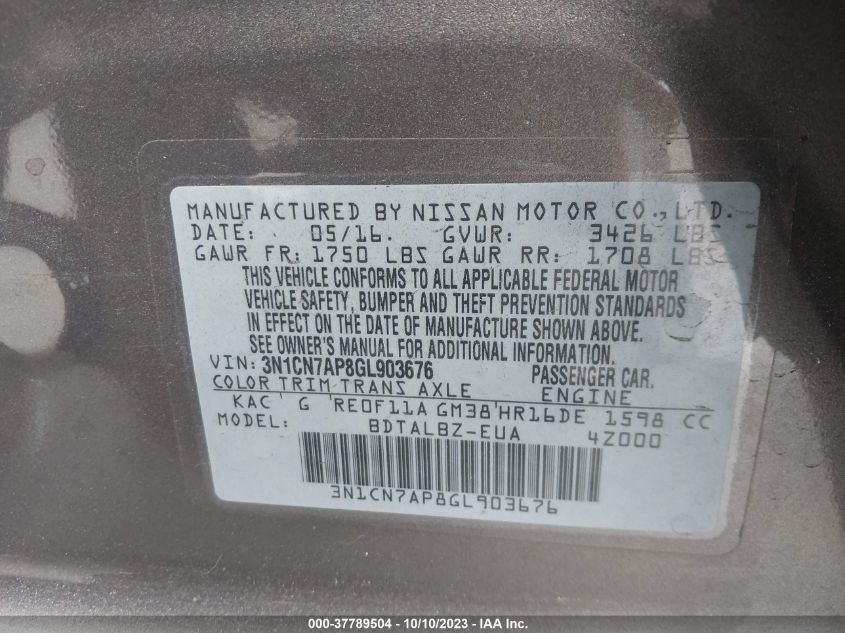 MANUFACTURED BY NISSAN MOTOR CO., LTD.
DATE: 05/16. GVWR: 3426 LBS
GAWR FR: 1750 LBS GAWR RR: 1708 LBS
THIS VEHICLE CONFORMS TO ALL APPLICABLE FEDERAL MOTOR
VEHICLE SAFETY, BUMPER AND THEFT PREVENTION STANDARDS
IN EFFECT ON THE DATE OF MANUFACTURE SHOWN ABOVE.
SEE OWNER'S MANUAL FOR ADDITIONAL INFORMATION.
VIN: 3N1CN7AP8GL903676 PASSENGER CAR.
COLOR TRIM TRANS AXLE ENGINE
KAC G RE0F11A GM38 HR16DE 1598 CC
MODEL: BDTALBZ-EUA 4Z000
3N1CN7AP8GL903676
000-37789504 - 10/10/2023 - IAA Inc.